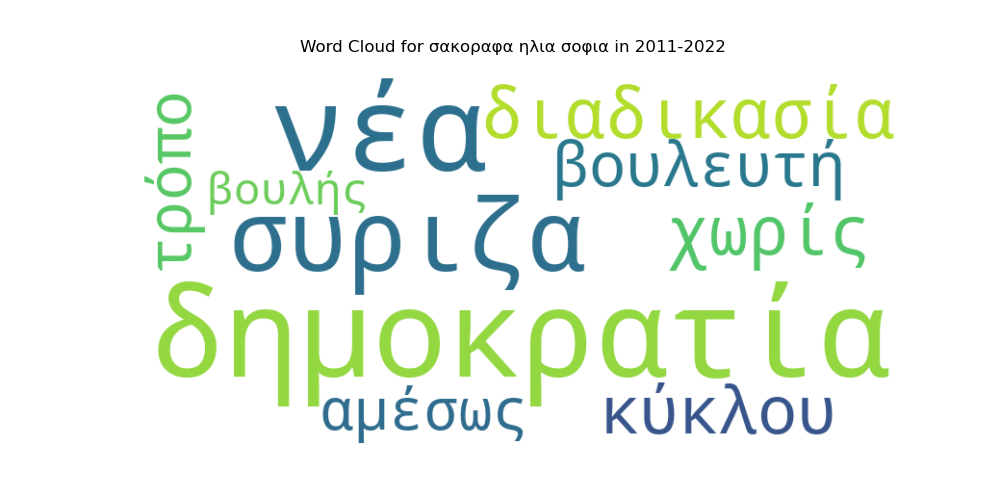 Word Cloud for σακοραφα ηλια σοφια in 2011-2022
τρόπο
νέα
διαδικασία
βουλευτή
βουλής
συριζα
χωρίς
δημοκρατία
αμέσως
κύκλου